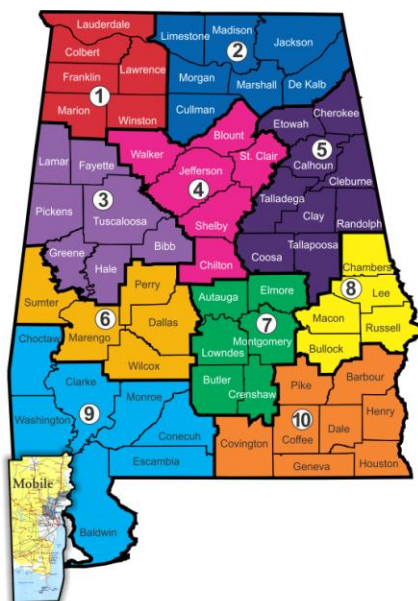 Lauderdale
Limestone
Madison
Jackson
Colbert
2
Lawrence
Franklin
Morgan
Marshall
De Kalb
1
Marion
Winston
Cullman
Cherokee
Blount
Etowah
Walker
St. Clair
5
Lamar
Fayette
Jefferson
Calhoun
Cleburne
4
3
Talladega
Pickens
Tuscaloosa
Shelby
Clay
Randolph
Greene
Bibb
Hale
Chilton
Coosa
Tallapoosa
Chambers
Perry
Autauga
Elmore
8
Lee
Sumter
6
Dallas
7
Macon
Russell
Choctaw
Marengo
Montgomery
Lowndes
Bullock
Wilcox
Clarke
Butler
Pike
Barbour
Monroe
Crenshaw
Washington
9
10
Henry
Conecuh
Covington
Coffee
Dale
Escambia
Geneva
Houston
Mobile
Baldwin